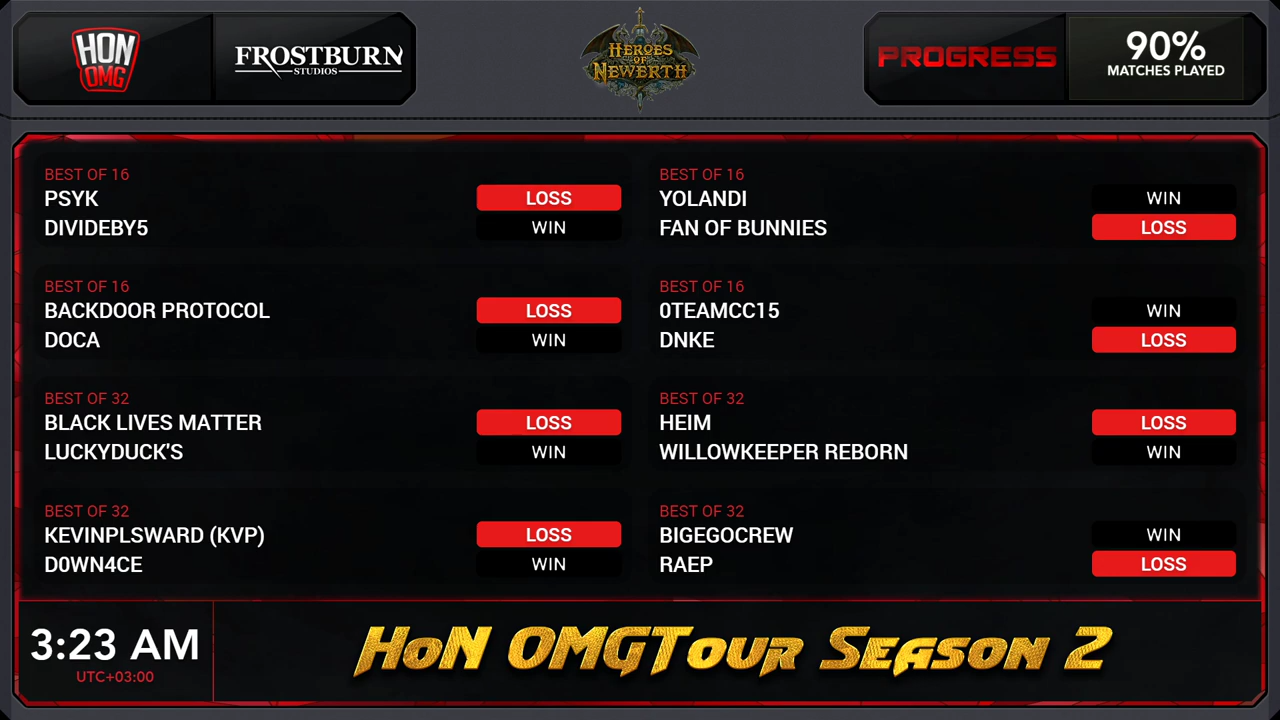 HON
OMG
FROSTBURN
STUDIOS
HEROES
OF
NEWERTH
PROGRESS
90%
MATCHES PLAYED
BEST OF 16
PSYK
LOSS
DIVIDEBY5
WIN
BEST OF 16
YOLANDI
WIN
FAN OF BUNNIES
LOSS
BEST OF 16
BACKDOOR PROTOCOL
LOSS
DOCA
WIN
BEST OF 16
0TEAMCC15
WIN
DNKE
LOSS
BEST OF 32
BLACK LIVES MATTER
LOSS
LUCKYDUCK'S
WIN
BEST OF 32
HEIM
LOSS
WILLOWKEEPER REBORN
WIN
BEST OF 32
KEVINPLSWARD (KVP)
LOSS
D0WN4CE
WIN
BEST OF 32
BIGEGOCREW
WIN
RAEP
LOSS
3:23 AM
UTC+03:00
HON OMGTOUR SEASON 2